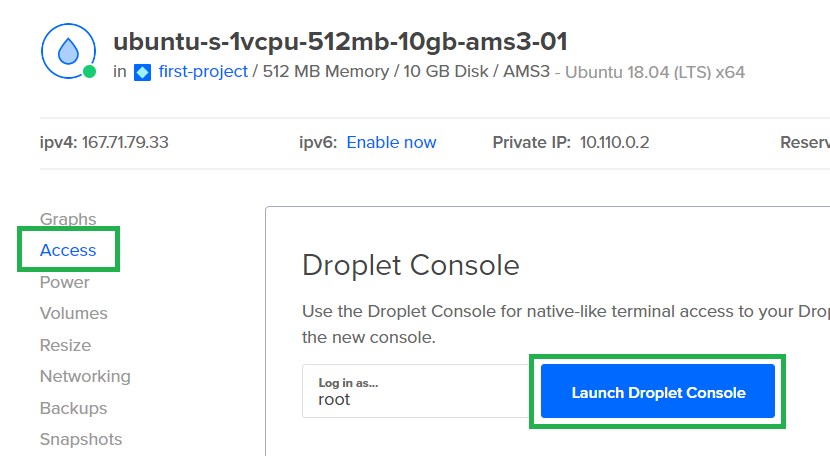 ubuntu-s-1vcpu-512mb-10gb-ams3-01
in first-project / 512 MB Memory / 10 GB Disk / AMS3 - Ubuntu 18.04 (LTS) x64
ipv4: 167.71.79.33 ipv6: Enable now Private IP: 10.110.0.2 Reserv
Graphs
Access
Power
Volumes
Resize
Networking
Backups
Snapshots
Droplet Console
Use the Droplet Console for native-like terminal access to your Drop
the new console.
Log in as...
root
Launch Droplet Console